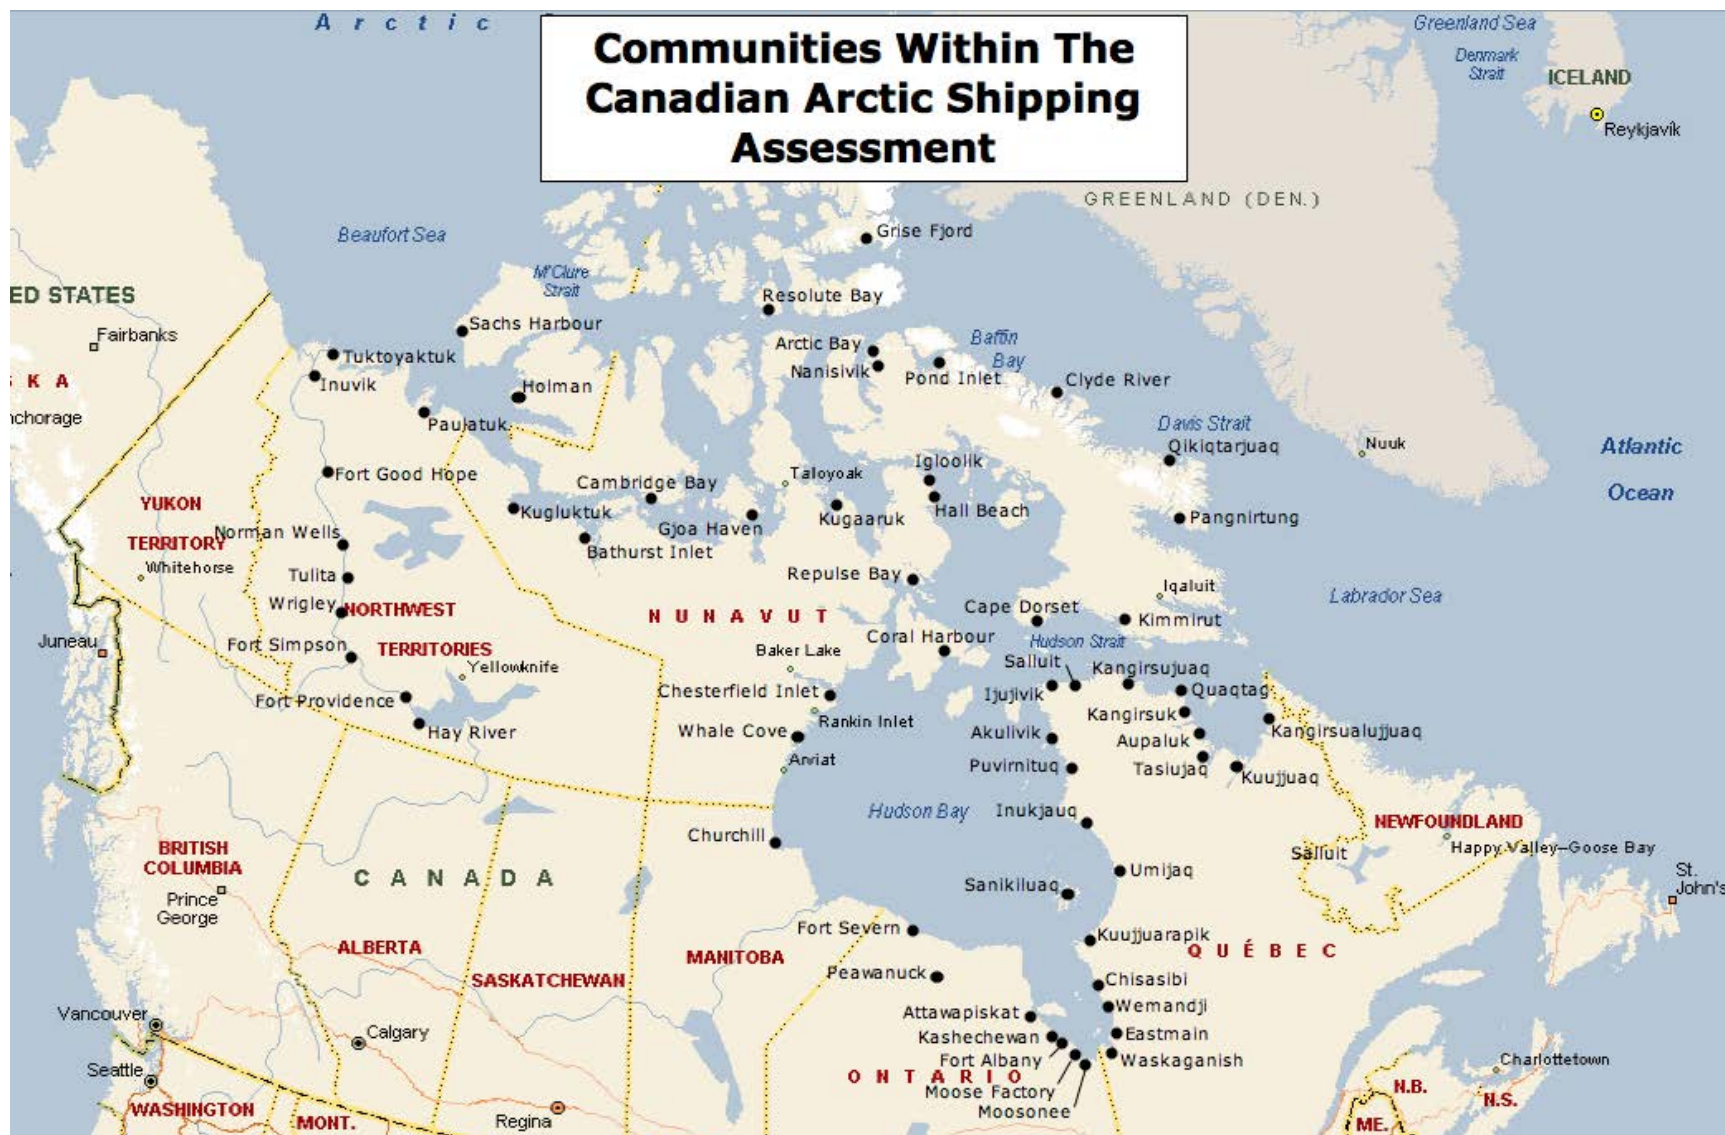 Arctic
Communities Within The
Canadian Arctic Shipping
Assessment
Greenland Sea
Denmark
Strait
ICELAND
Reykjavík
GREENLAND (DEN.)
Beaufort Sea
Grise Fjord
M'Clure
Strait
ED STATES
Resolute Bay
Fairbanks
Sachs Harbour
Tuktoyaktuk
Arctic Bay
Baffin
Bay
Nanisivik
Pond Inlet
Clyde River
K A
Inuvik
Holman
nchorage
Paulatuk
Davis Strait
Qikiqtarjuaq
Nuuk
Atlantic
Ocean
Fort Good Hope
Cambridge Bay
Taloyoak
Igloolik
YUKON
TERRITORY
Kugluktuk
Gjoa Haven
Kugaaruk
Hall Beach
Pangnirtung
Norman Wells
Bathurst Inlet
Whitehorse
Tulita
Repulse Bay
Iqaluit
Labrador Sea
Wrigley
NORTHWEST
TERRITORIES
NUNAVUT
Cape Dorset
Kimmirut
Juneau
Fort Simpson
Coral Harbour
Hudson Strait
Baker Lake
Yellowknife
Salluit
Kangirsujuaq
Fort Providence
Chesterfield Inlet
Ijujivik
Quaqtaq
Hay River
Rankin Inlet
Kangirsuk
Whale Cove
Akulivik
Aupaluk
Kangirsualujjuaq
Arviat
Puvirnituq
Tasiujaq
Kuujjuaq
Hudson Bay
Inukjauq
Churchill
NEWFOUNDLAND
BRITISH
COLUMBIA
Salluit
Happy Valley–Goose Bay
CANADA
Umijaq
St.
John's
Prince
George
Sanikiluaq
Fort Severn
Kuujjuarapik
ALBERTA
MANITOBA
QUÉBEC
SASKATCHEWAN
Peawanuck
Chisasibi
Vancouver
Attawapiskat
Wemandji
Calgary
Kashechewan
Eastmain
Seattle
Fort Albany
Waskaganish
Charlottetown
ONTARIO
Moose Factory
N.B.
WASHINGTON
MONT.
Regina
Moosonee
N.S.
ME.